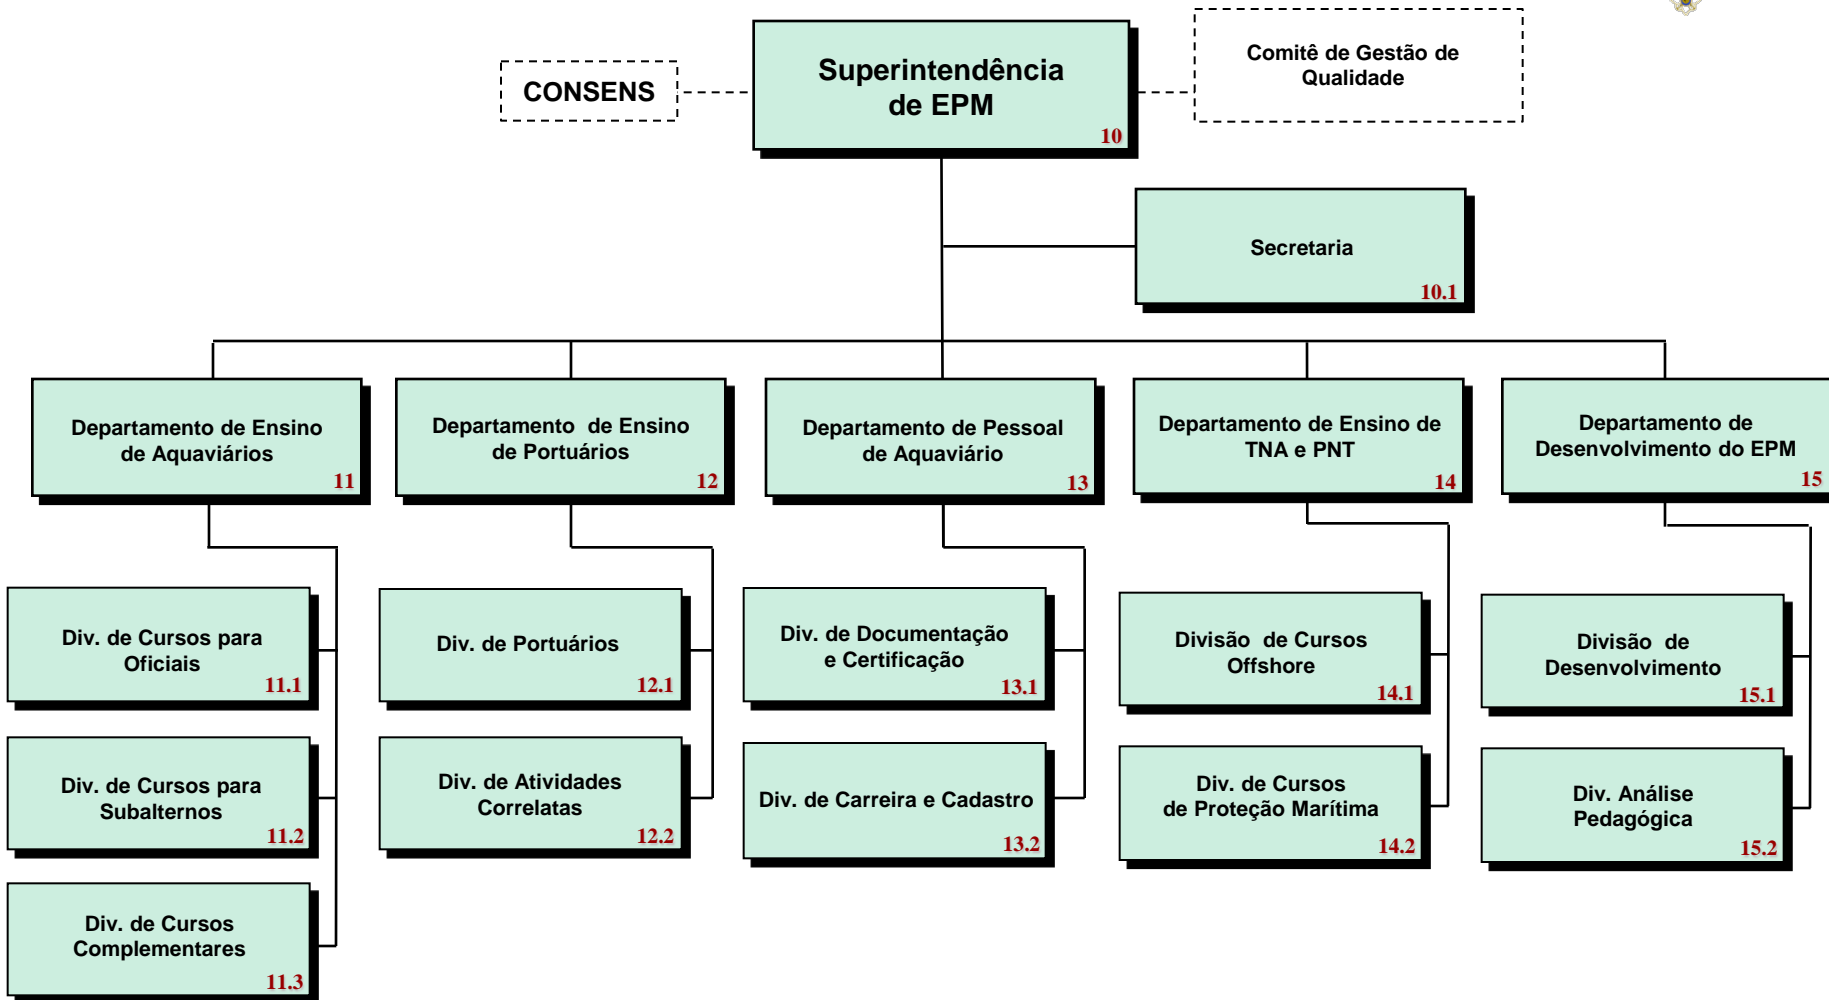 CONSENS
Superintendência
de EPM
10
Comitê de Gestão de
Qualidade
Secretaria
10.1
Departamento de Ensino
de Aquaviários
11
Departamento de Ensino
de Portuários
12
Departamento de Pessoal
de Aquaviário
13
Departamento de Ensino de
TNA e PNT
14
Departamento de
Desenvolvimento do EPM
15
Div. de Cursos para
Oficiais
11.1
Div. de Portuários
12.1
Div. de Documentação
e Certificação
13.1
Divisão de Cursos
Offshore
14.1
Divisão de
Desenvolvimento
15.1
Div. de Cursos para
Subalternos
11.2
Div. de Atividades
Correlatas
12.2
Div. de Carreira e Cadastro
13.2
Div. de Cursos
de Proteção Marítima
14.2
Div. Análise
Pedagógica
15.2
Div. de Cursos
Complementares
11.3